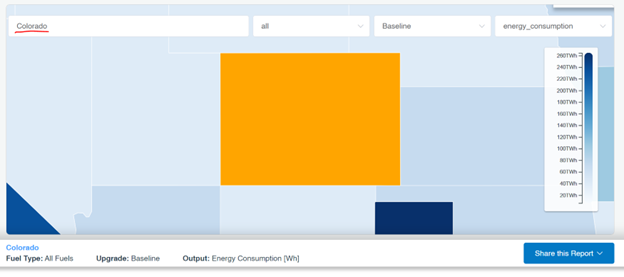 Colorado
all
Baseline
energy_consumption
260TWh
240TWh
220TWh
200TWh
180TWh
160TWh
140TWh
120TWh
100TWh
80TWh
60TWh
40TWh
20TWh
Colorado
Fuel Type: All Fuels Upgrade: Baseline Output: Energy Consumption [Wh]
Share this Report